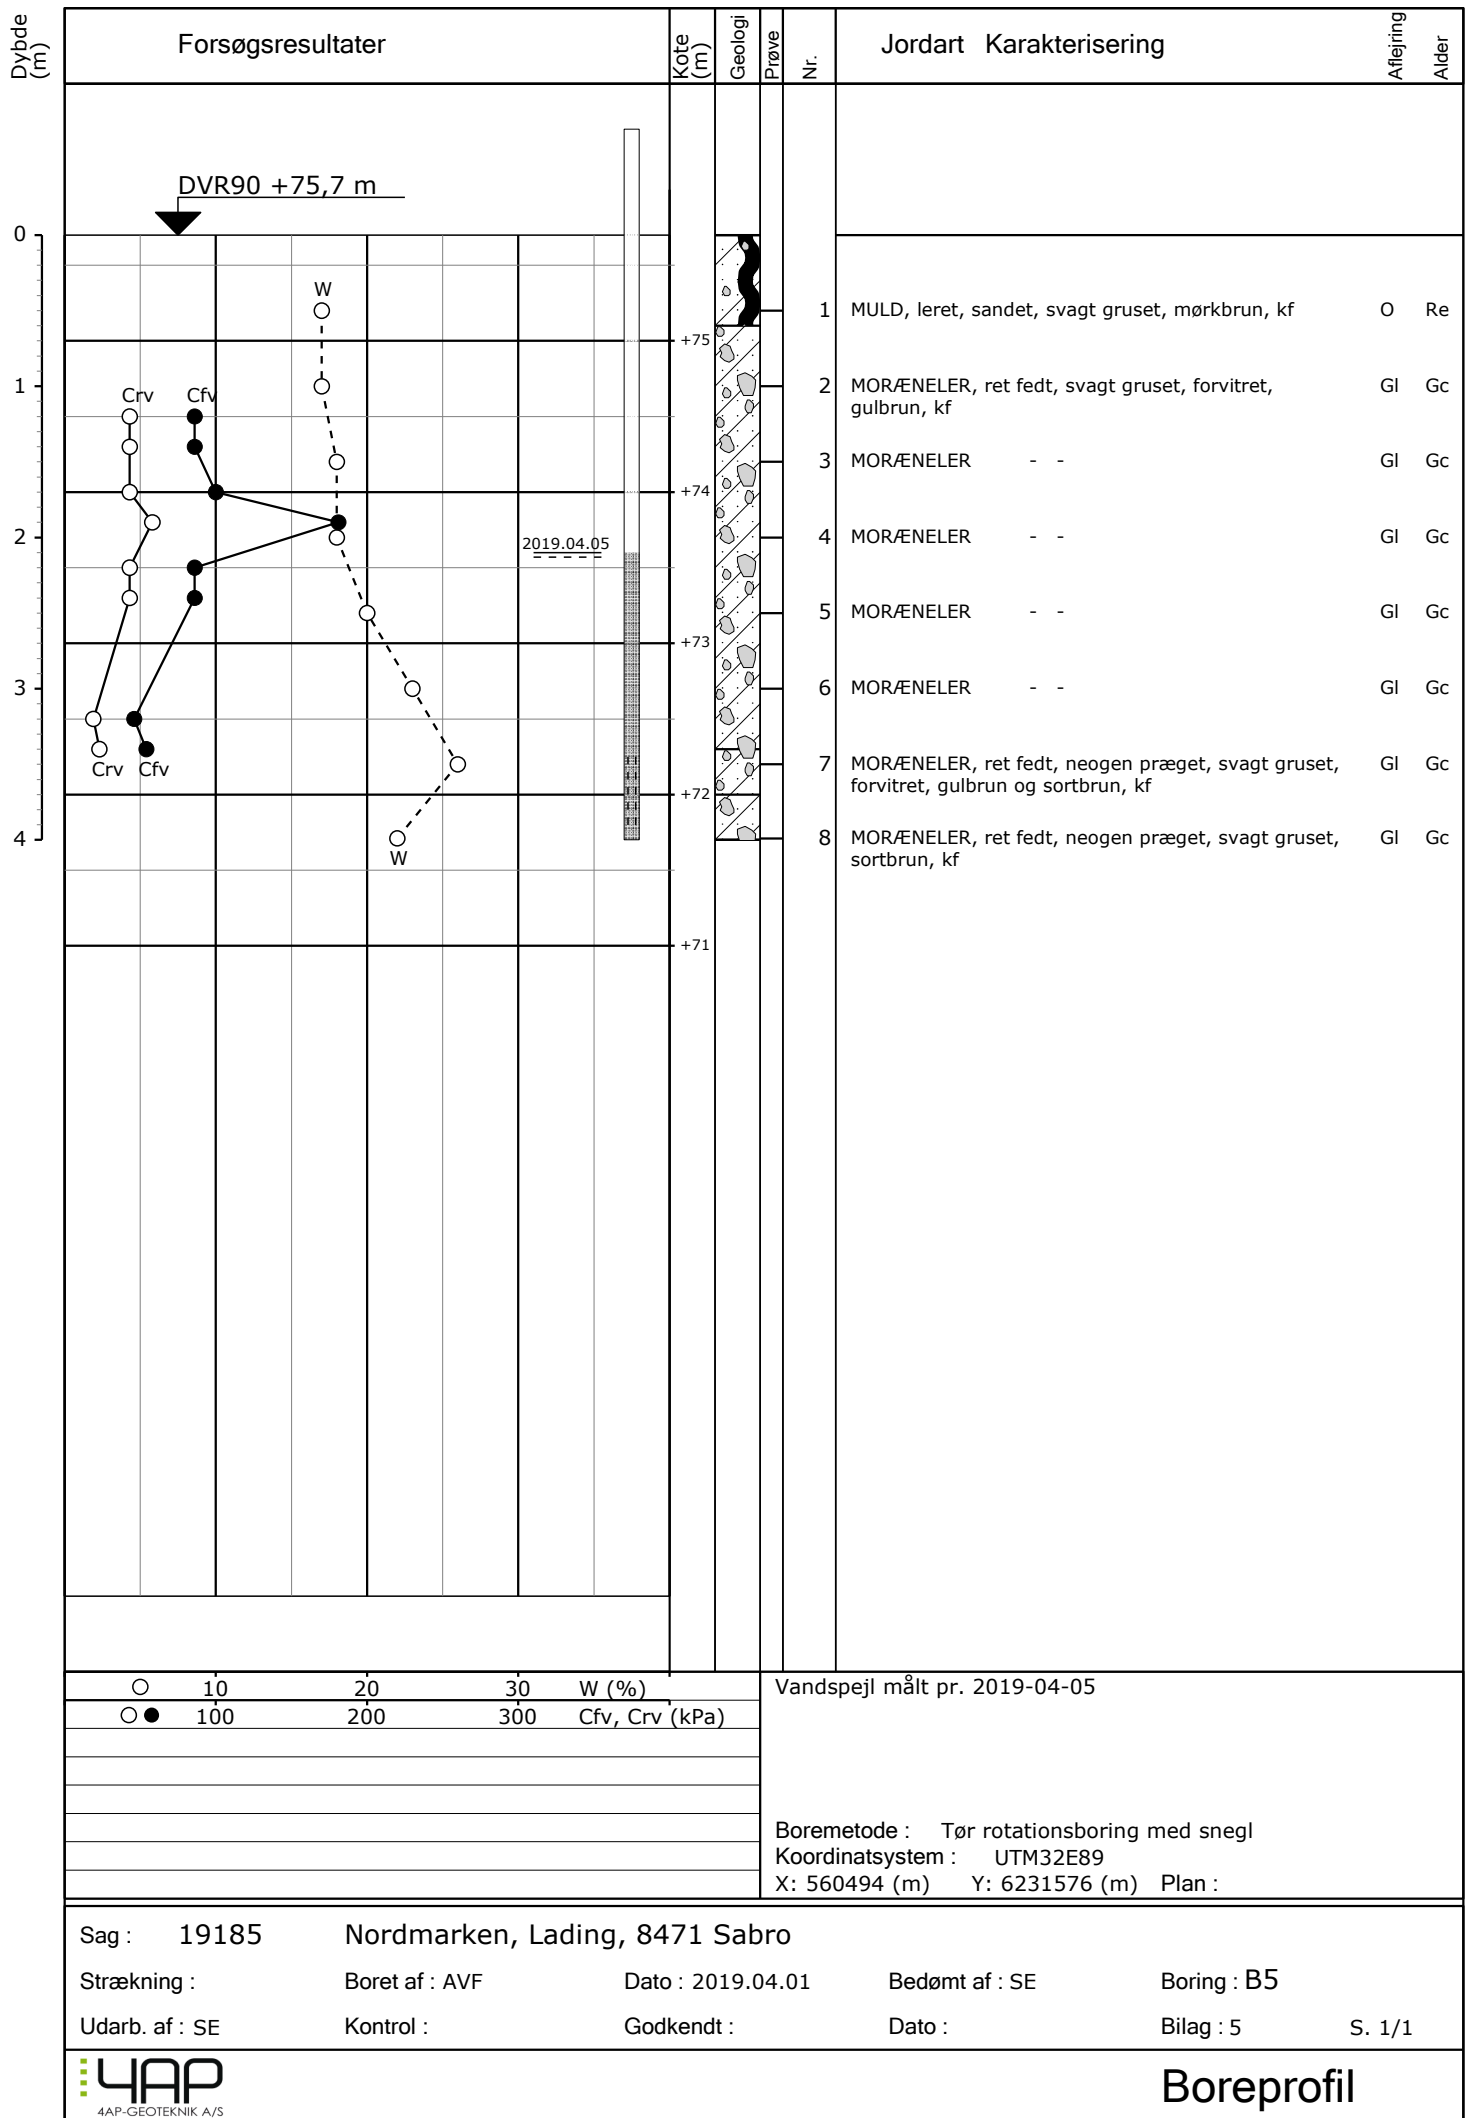 Dybde (m)
Forsøgsresultater
Kote (m)
Geologi
Prøve
Nr.
Jordart Karakterisering
Aflejring
Alder
DVR90 +75,7 m
0
W
1 MULD, leret, sandet, svagt gruset, mørkbrun, kf O Re
+75
1
Crv Cfv
2 MORÆNELER, ret fedt, svagt gruset, forvitret, Gl Gc
gulbrun, kf
3 MORÆNELER - - Gl Gc
+74
2
2019.04.05
4 MORÆNELER - - Gl Gc
5 MORÆNELER - - Gl Gc
+73
3
6 MORÆNELER - - Gl Gc
Crv Cfv
7 MORÆNELER, ret fedt, neogen præget, svagt gruset, Gl Gc
forvitret, gulbrun og sortbrun, kf
+72
4
W
8 MORÆNELER, ret fedt, neogen præget, svagt gruset, Gl Gc
sortbrun, kf
+71
10 20 30 W (%)
100 200 300 Cfv, Crv (kPa)
Vandspejl målt pr. 2019-04-05
Boremetode : Tør rotationsboring med snegl
Koordinatsystem : UTM32E89
X: 560494 (m) Y: 6231576 (m) Plan :
Sag : 19185 Nordmarken, Lading, 8471 Sabro
Strækning : Boret af : AVF Dato : 2019.04.01 Bedømt af : SE Boring : B5
Udarb. af : SE Kontrol : Godkendt : Dato : Bilag : 5 S. 1/1
4AP
4AP-GEOTEKNIK A/S
Boreprofil